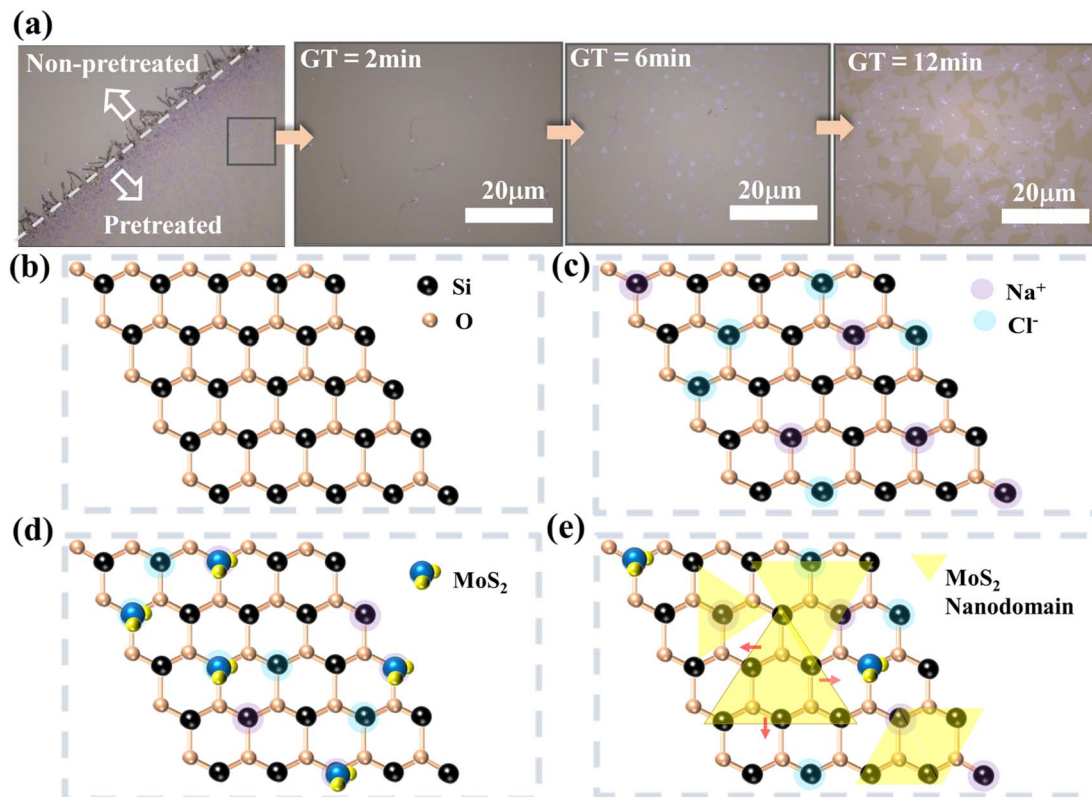 (a)
Non-pretreated
Pretreated
GT = 2min
20μm
GT = 6min
20μm
GT = 12min
20μm
(b)
Si
O
(c)
Na⁺
Cl⁻
(d)
MoS₂
(e)
MoS₂
Nanodomain